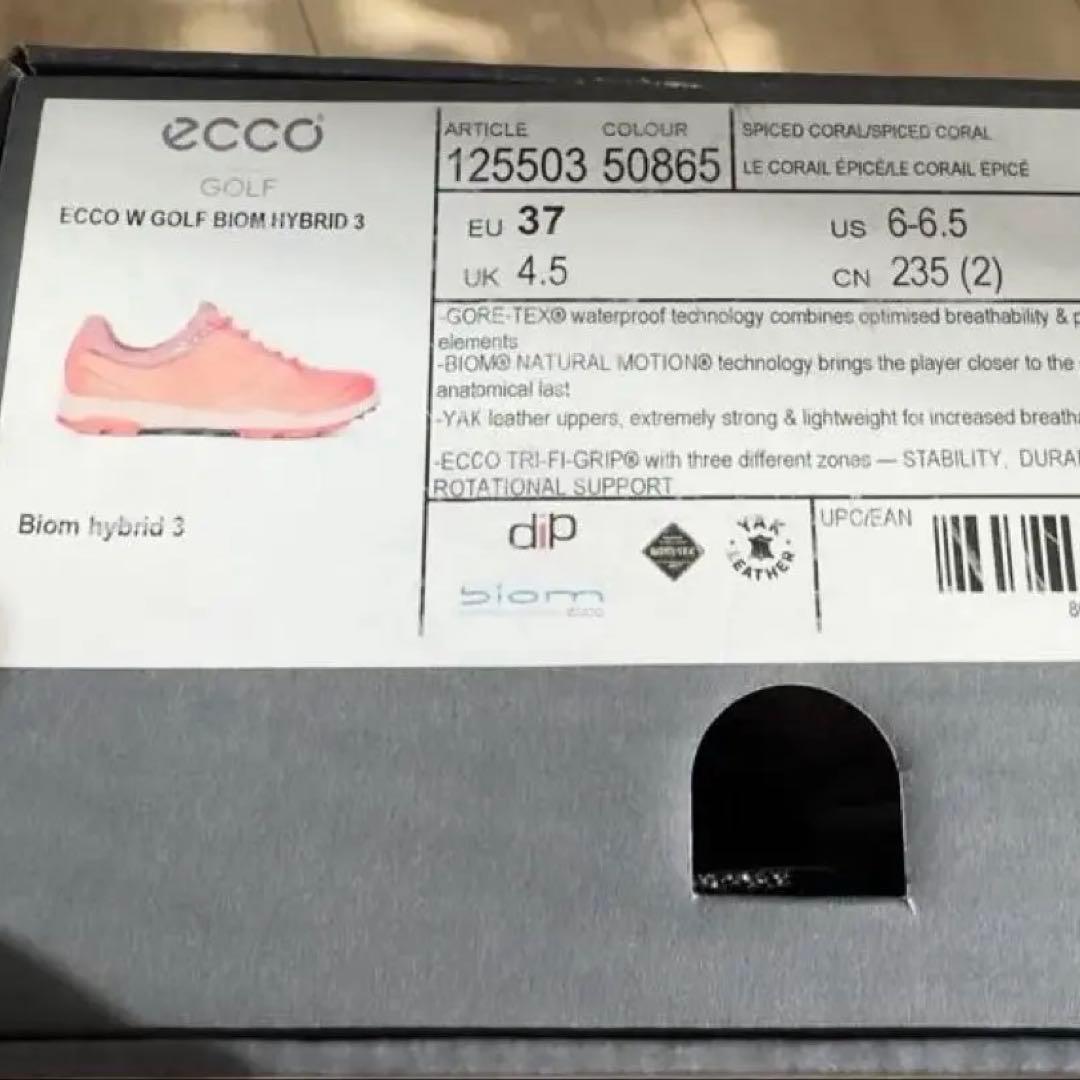 ecco
GOLF
ECCO W GOLF BIOM HYBRID 3
Biom hybrid 3
ARTICLE COLOUR
125503 50865
SPICED CORAL/SPICED CORAL
LE CORAIL ÉPICÉ/LE CORAIL ÉPICÉ
EU 37
US 6-6.5
UK 4.5
CN 235 (2)
-GORE-TEX® waterproof technology combines optimised breathability &
elements
-BIOM® NATURAL MOTION® technology brings the player closer to the
anatomical last
-YAK leather uppers, extremely strong & lightweight for increased
-ECCO TRI-FI-GRIP® with three different zones — STABILITY,
ROTATIONAL SUPPORT
dip
biom
ecco
GORE-TEX
YAK
LEATHER
UPC/EAN